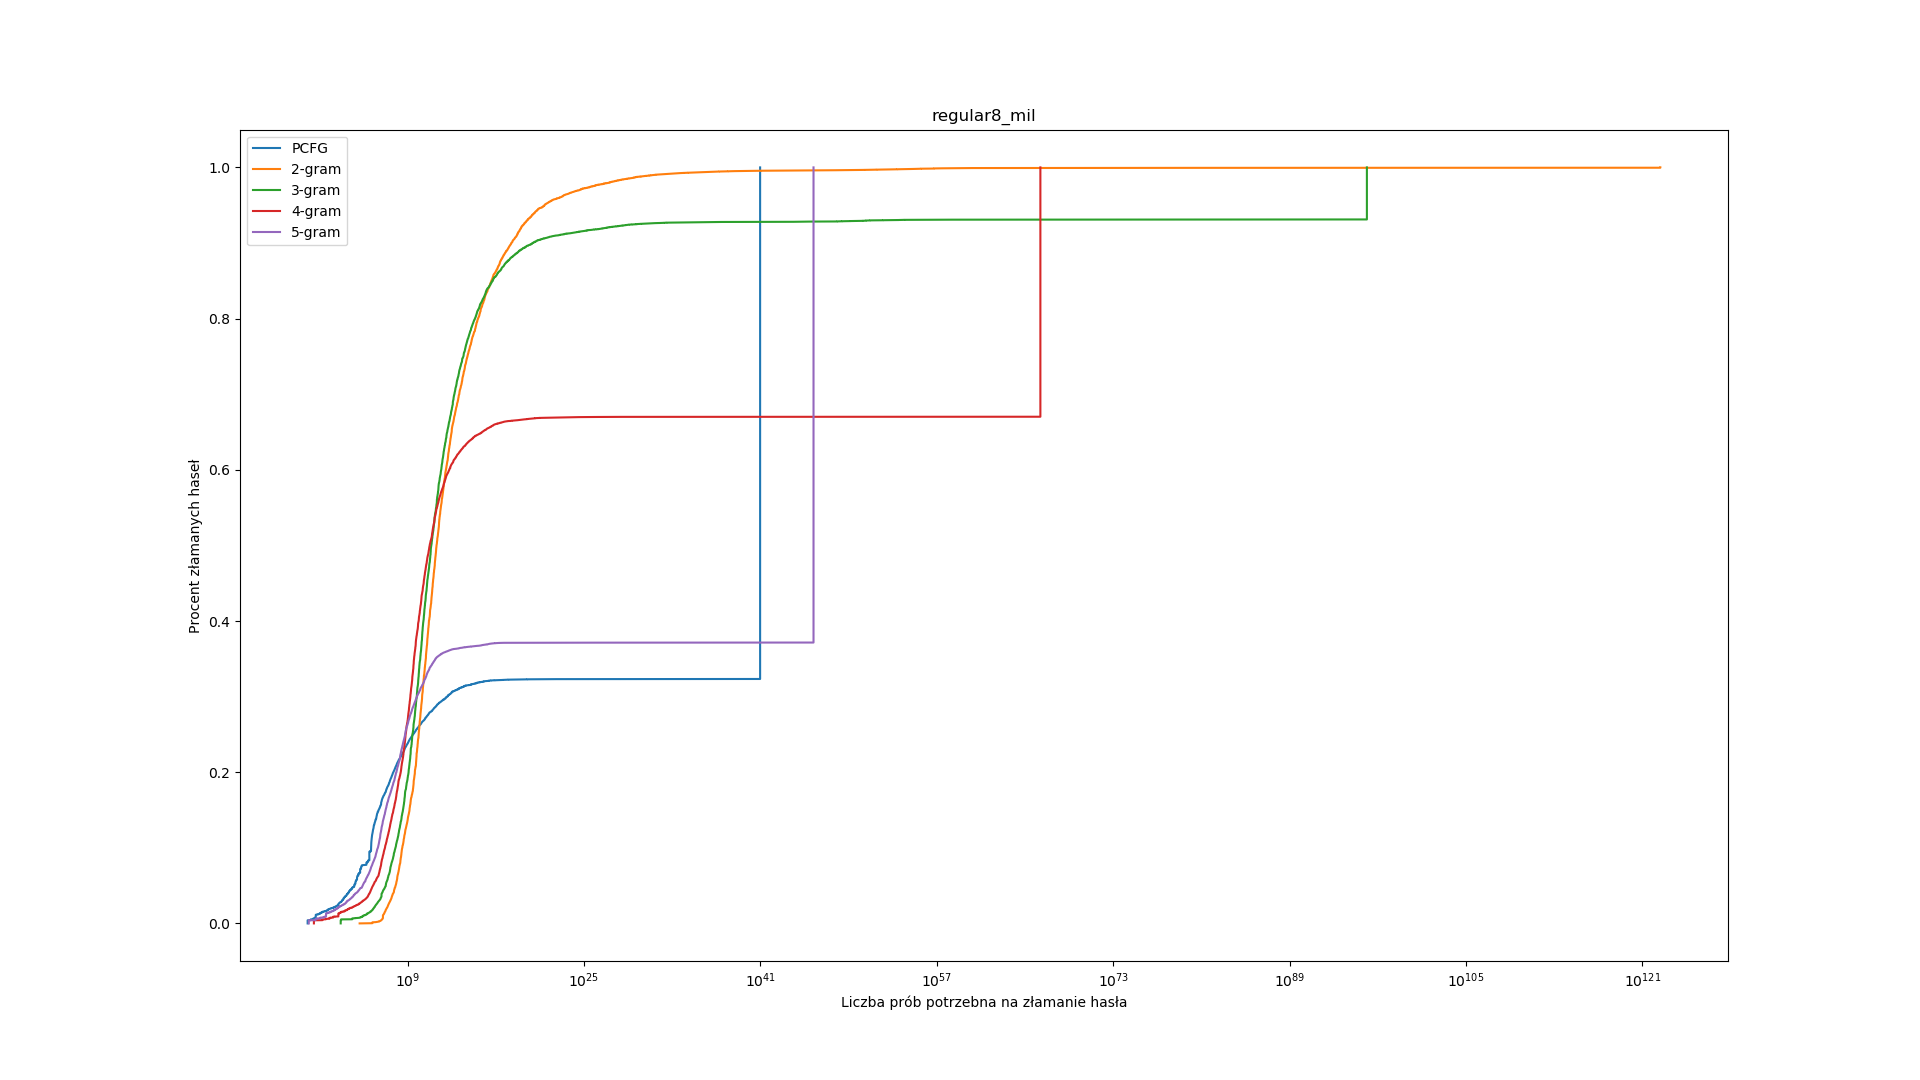 regular8_mil
PCFG
2-gram
3-gram
4-gram
5-gram
1.0
0.8
0.6
0.4
0.2
0.0
Procent złamanych haseł
10^9 10^25 10^41 10^57 10^73 10^89 10^105 10^121
Liczba prób potrzebna na złamanie hasła